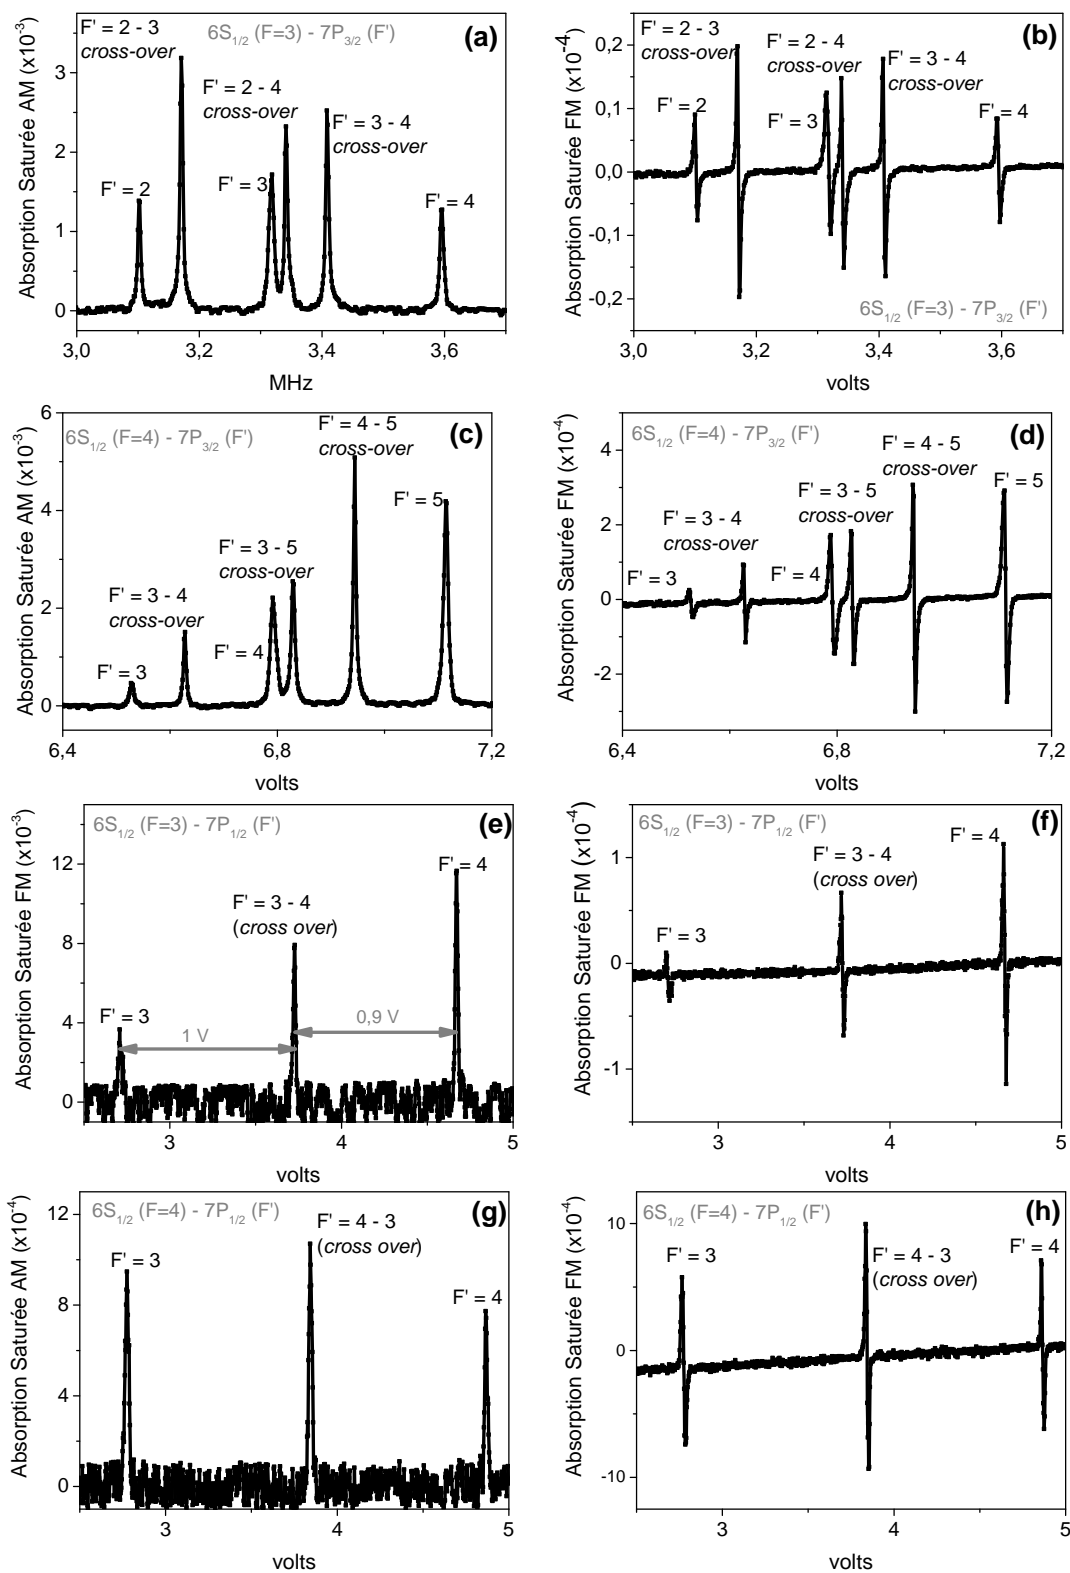 (a)
6S1/2 (F=3) - 7P3/2 (F')
F' = 2 - 3
cross-over
F' = 2 - 4
cross-over
F' = 3 - 4
cross-over
F' = 2
F' = 3
F' = 4
Absorption Saturée AM (x10-3)
3
2
1
0
3,0
3,2
3,4
3,6
MHz
(b)
F' = 2 - 3
cross-over
F' = 2 - 4
cross-over
F' = 3 - 4
cross-over
F' = 2
F' = 3
F' = 4
6S1/2 (F=3) - 7P3/2 (F')
Absorption Saturée FM (x10-4)
0,2
0,1
0,0
-0,1
-0,2
3,0
3,2
3,4
3,6
volts
(c)
6S1/2 (F=4) - 7P3/2 (F')
F' = 4 - 5
cross-over
F' = 5
F' = 3 - 5
cross-over
F' = 3 - 4
cross-over
F' = 4
F' = 3
Absorption Saturée AM (x10-3)
6
4
2
0
6,4
6,8
7,2
volts
(d)
6S1/2 (F=4) - 7P3/2 (F')
F' = 4 - 5
cross-over
F' = 5
F' = 3 - 5
cross-over
F' = 3 - 4
cross-over
F' = 3
F' = 4
Absorption Saturée FM (x10-4)
4
2
0
-2
6,4
6,8
7,2
volts
(e)
6S1/2 (F=3) - 7P1/2 (F')
F' = 4
F' = 3 - 4
(cross over)
F' = 3
0,9 V
1 V
Absorption Saturée FM (x10-3)
12
8
4
0
3
4
5
volts
(f)
6S1/2 (F=3) - 7P1/2 (F')
F' = 4
F' = 3 - 4
(cross over)
F' = 3
Absorption Saturée FM (x10-4)
1
0
-1
3
4
5
volts
(g)
6S1/2 (F=4) - 7P1/2 (F')
F' = 4 - 3
(cross over)
F' = 3
F' = 4
Absorption Saturée AM (x10-4)
12
8
4
0
3
4
5
volts
(h)
6S1/2 (F=4) - 7P1/2 (F')
F' = 3
F' = 4 - 3
(cross over)
F' = 4
Absorption Saturée FM (x10-4)
10
0
-10
3
4
5
volts